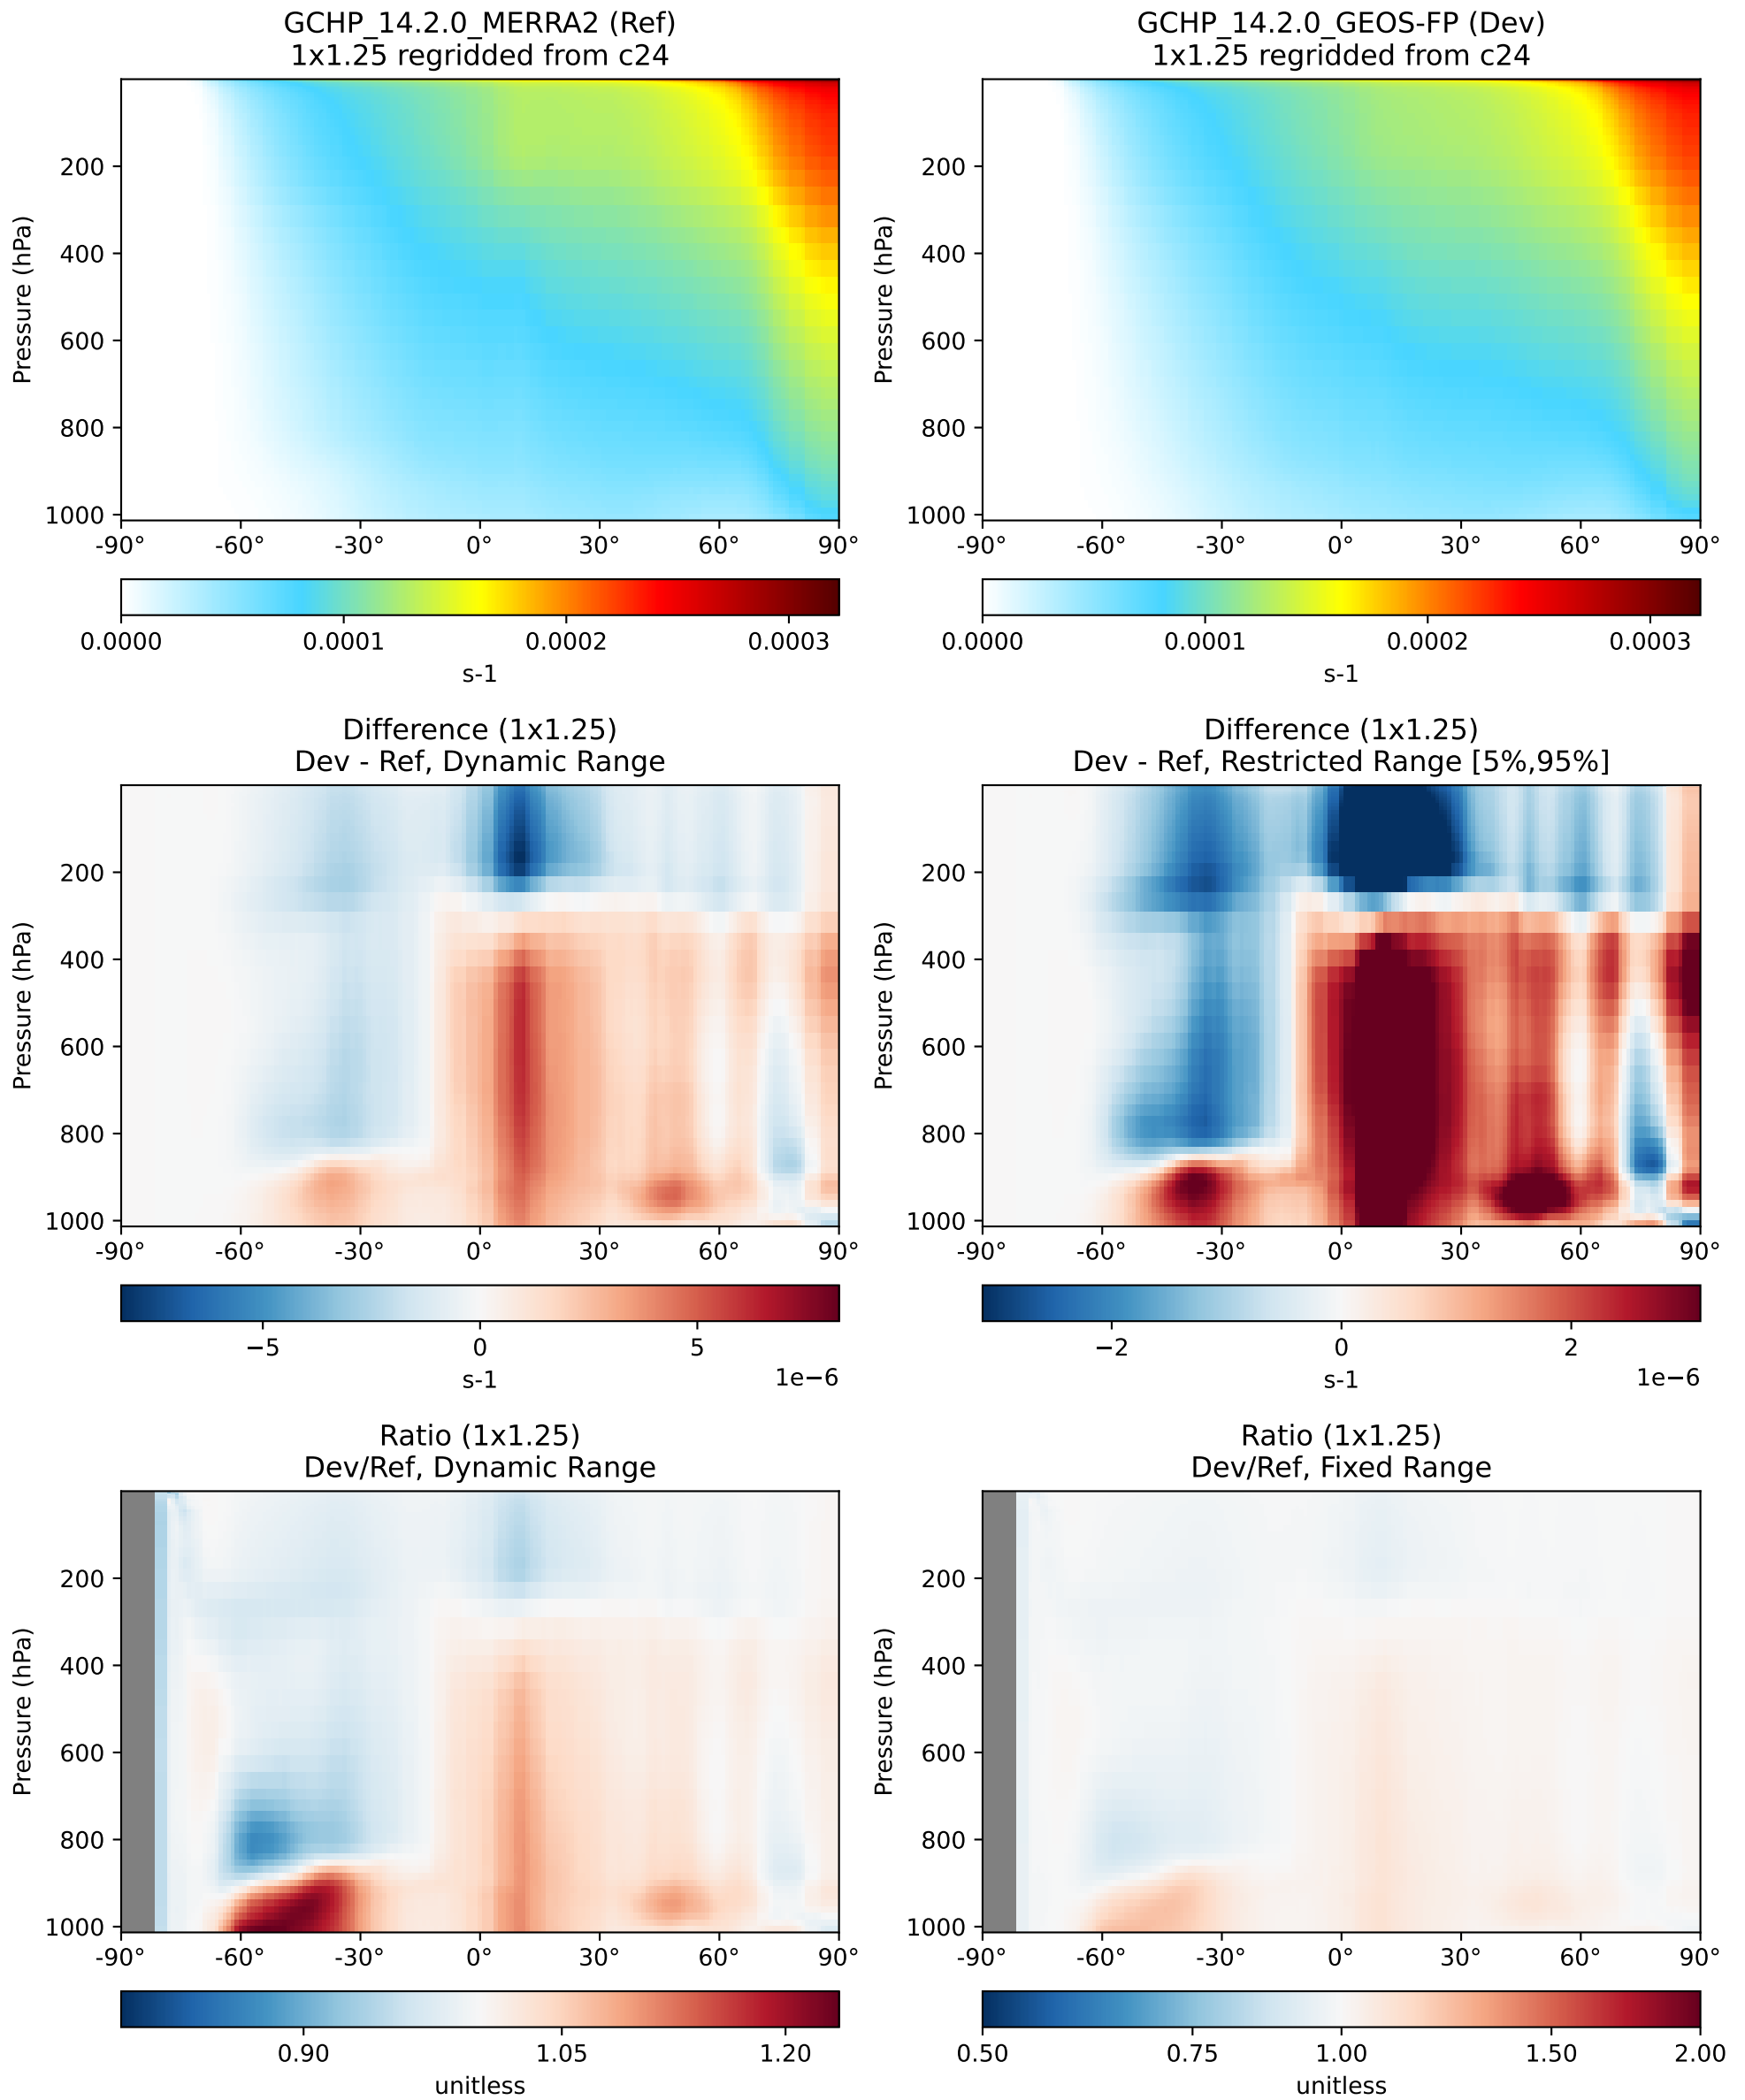 GCHP_14.2.0_MERRA2 (Ref)
1x1.25 regridded from c24
Pressure (hPa)
200
400
600
800
1000
-90° -60° -30° 0° 30° 60° 90°
0.0000 0.0001 0.0002 0.0003
s-1
GCHP_14.2.0_GEOS-FP (Dev)
1x1.25 regridded from c24
Pressure (hPa)
200
400
600
800
1000
-90° -60° -30° 0° 30° 60° 90°
0.0000 0.0001 0.0002 0.0003
s-1
Difference (1x1.25)
Dev - Ref, Dynamic Range
Pressure (hPa)
200
400
600
800
1000
-90° -60° -30° 0° 30° 60° 90°
−5 0 5
s-1 1e−6
Difference (1x1.25)
Dev - Ref, Restricted Range [5%,95%]
Pressure (hPa)
200
400
600
800
1000
-90° -60° -30° 0° 30° 60° 90°
−2 0 2
s-1 1e−6
Ratio (1x1.25)
Dev/Ref, Dynamic Range
Pressure (hPa)
200
400
600
800
1000
-90° -60° -30° 0° 30° 60° 90°
0.90 1.05 1.20
unitless
Ratio (1x1.25)
Dev/Ref, Fixed Range
Pressure (hPa)
200
400
600
800
1000
-90° -60° -30° 0° 30° 60° 90°
0.50 0.75 1.00 1.50 2.00
unitless